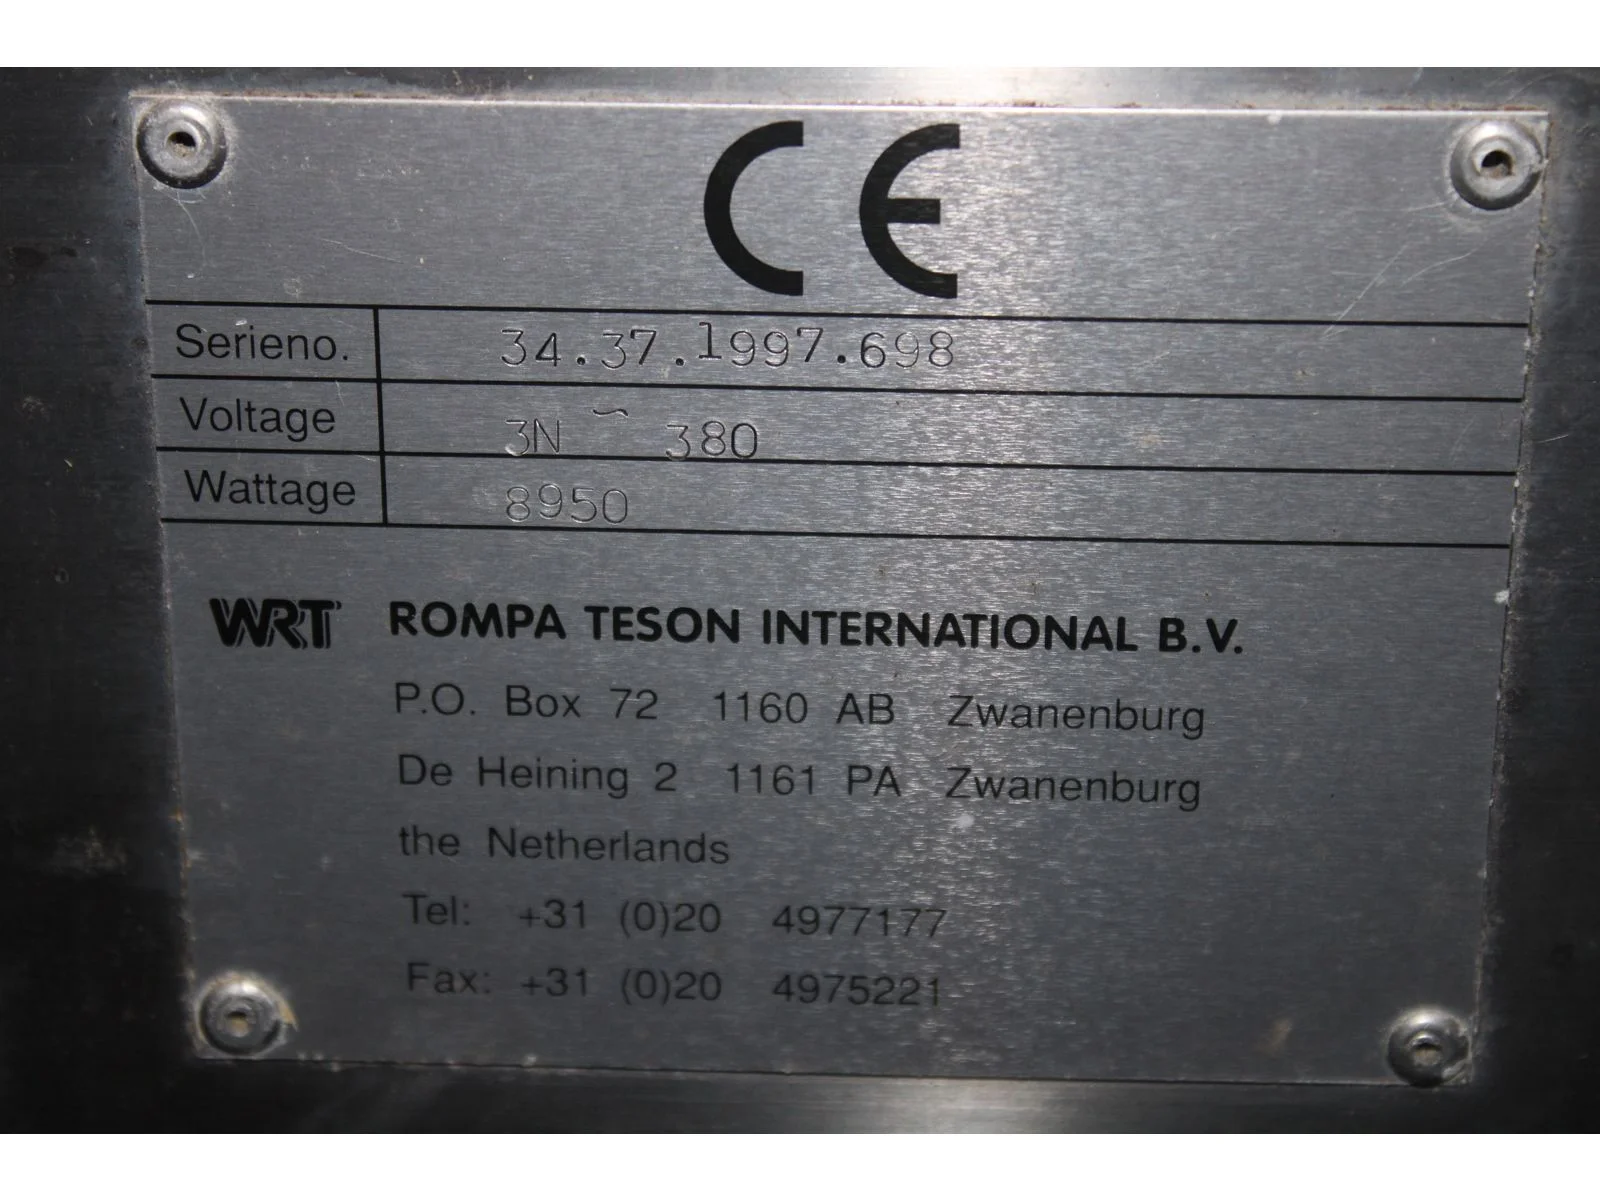 CE
Serieno. 34.37.1997.698
Voltage 3N ~ 380
Wattage 8950
WRT ROMPA TESON INTERNATIONAL B.V.
P.O. Box 72 1160 AB Zwanenburg
De Heining 2 1161 PA Zwanenburg
the Netherlands
Tel: +31 (0)20 4977177
Fax: +31 (0)20 4975221